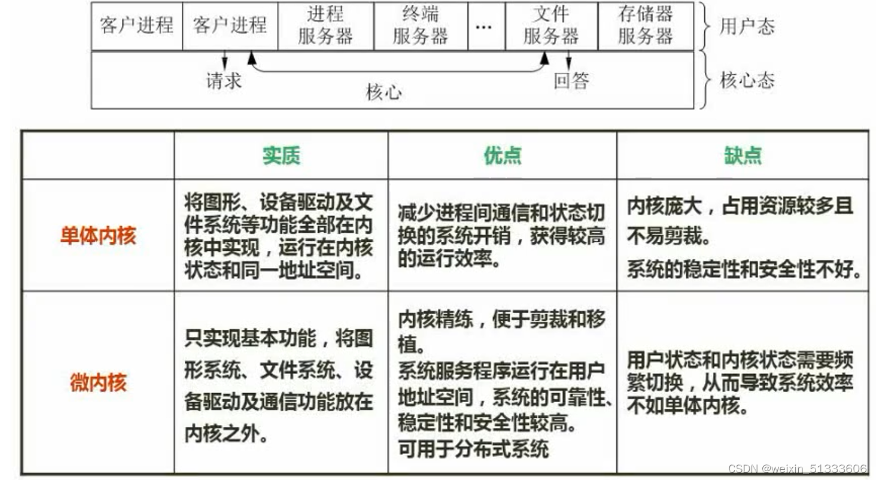 客户进程 客户进程 进程服务器 终端服务器 … 文件服务器 存储器服务器 用户态
请求 核心 回答 核心态
实质 优点 缺点
单体内核
将图形、设备驱动及文
件系统等功能全部在内
核中实现，运行在内核
状态和同一地址空间。
减少进程间通信和状态切
换的系统开销，获得较高
的运行效率。
内核庞大，占用资源较多且
不易剪裁。
系统的稳定性和安全性不好。
微内核
只实现基本功能，将图
形系统、文件系统、设
备驱动及通信功能放在
内核之外。
内核精练，便于剪裁和移
植。
系统服务程序运行在用户
地址空间，系统的可靠性、
稳定性和安全性较高。
可用于分布式系统
用户状态和内核状态需要频
繁切换，从而导致系统效率
不如单体内核。
CSDN @weixin_51333606